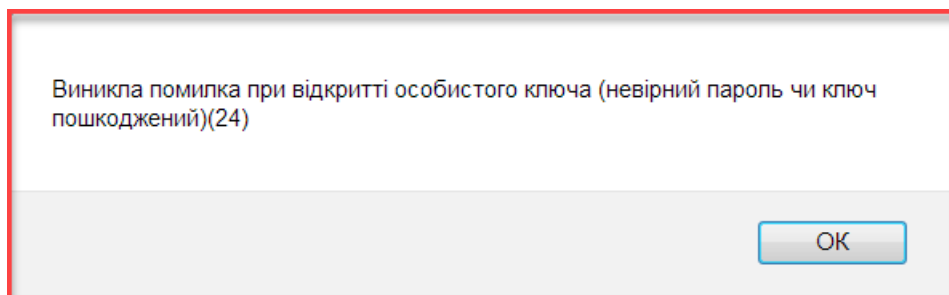 Виникла помилка при відкритті особистого ключа (невірний пароль чи ключ
пошкоджений)(24)
OK